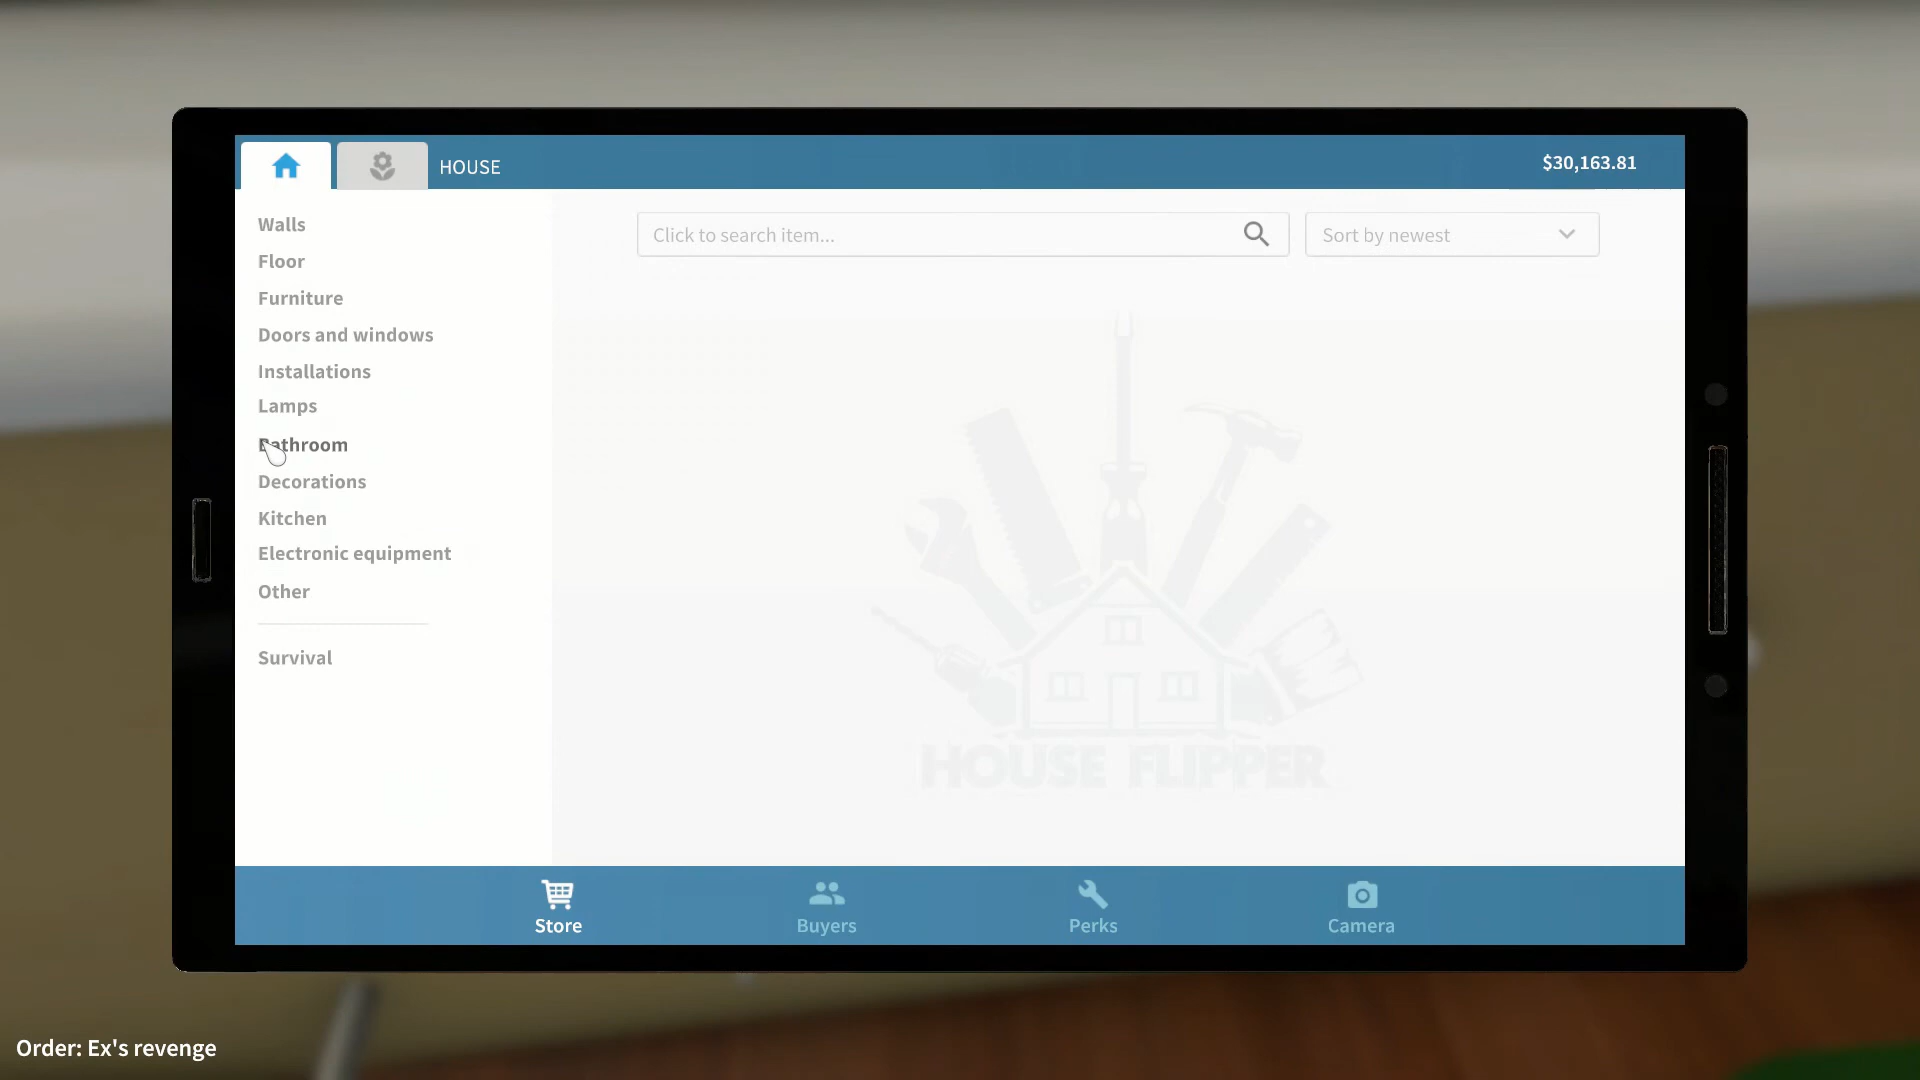 HOUSE
$30,163.81
Walls
Floor
Furniture
Doors and windows
Installations
Lamps
Bathroom
Decorations
Kitchen
Electronic equipment
Other
Survival
Click to search item...
Sort by newest
HOUSE FLIPPER
Store
Buyers
Perks
Camera
Order: Ex's revenge